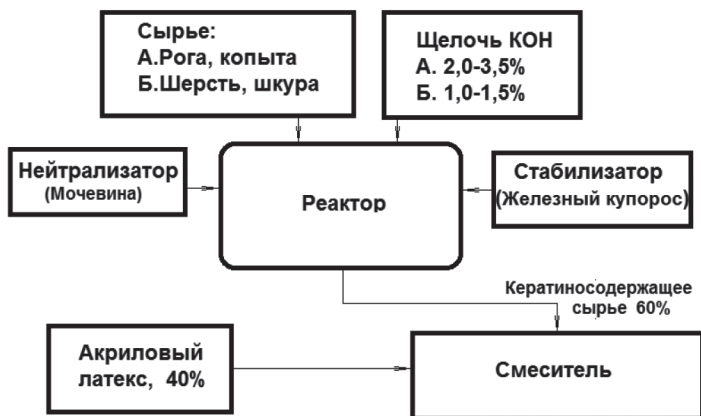 Сырье:
А.Рога, копыта
Б.Шерсть, шкура
Щелочь КОН
А. 2,0-3,5%
Б. 1,0-1,5%
Нейтрализатор
(Мочевина)
Реактор
Стабилизатор
(Железный купорос)
Кератиносодержащее
сырье 60%
Акриловый
латекс, 40%
Смеситель